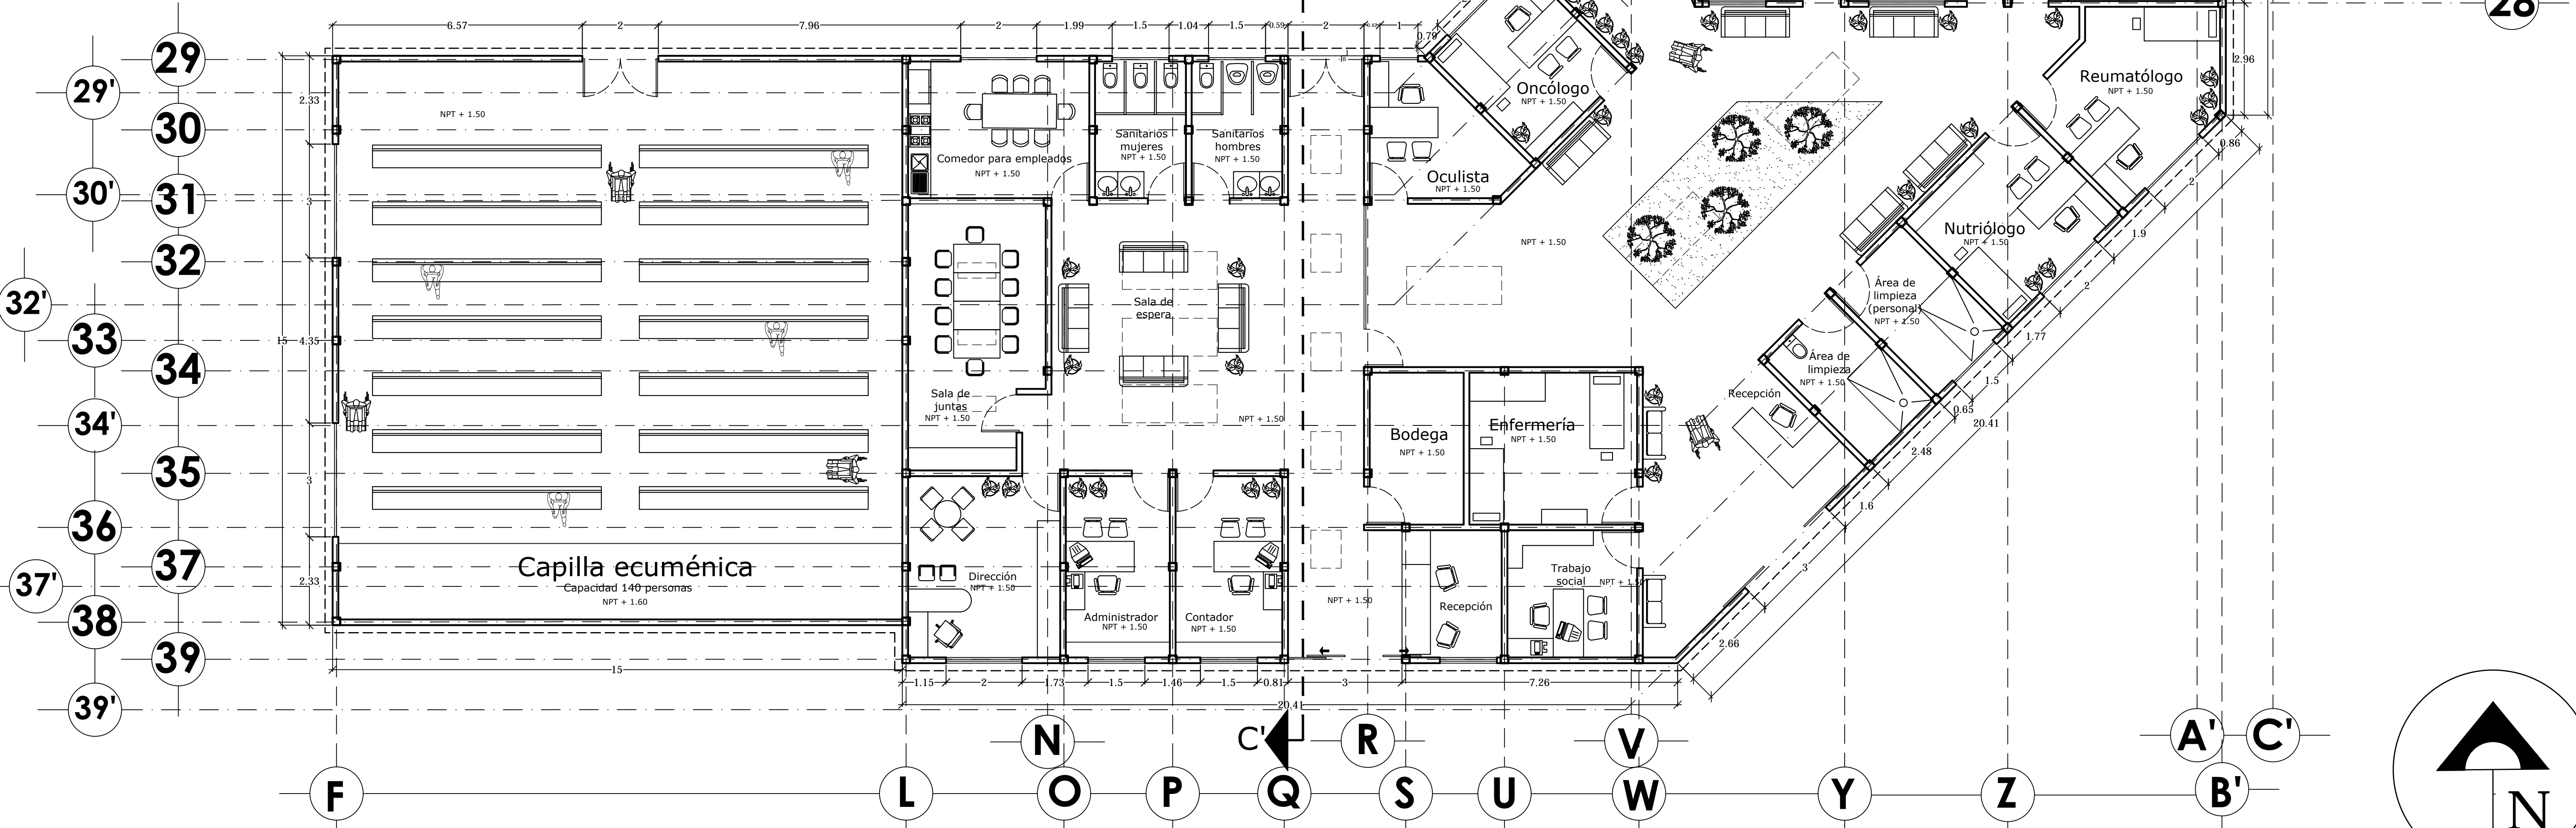 6.57
2
7.96
2
1.99
1.5
1.04
1.5
0.59
2
1
0.79
28
29
29'
30
30'
31
32
32'
33
34
34'
35
36
37
37'
38
39
39'
2.33
3
15
4.35
3
2.33
NPT + 1.50
Comedor para empleados
NPT + 1.50
Sanitarios
mujeres
NPT + 1.50
Sanitarios
hombres
NPT + 1.50
Oncólogo
NPT + 1.50
Oculista
NPT + 1.50
Reumatólogo
NPT + 1.50
2.96
0.86
2
Nutriólogo
NPT + 1.50
1.9
2
NPT + 1.50
Sala de
espera
Área de
limpieza
(personal)
NPT + 1.50
1.77
Área de
limpieza
NPT + 1.50
1.5
0.65
20.41
2.48
1.6
3
2.66
Recepción
Sala de
juntas
NPT + 1.50
NPT + 1.50
Bodega
NPT + 1.50
Enfermería
NPT + 1.50
Capilla ecuménica
Capacidad 140 personas
NPT + 1.60
Dirección
NPT + 1.50
Administrador
NPT + 1.50
Contador
NPT + 1.50
NPT + 1.50
Recepción
Trabajo
social
NPT + 1.50
15
1.15
2
1.73
1.5
1.46
1.5
0.81
3
7.26
20.41
C'
N
R
V
A'
C'
F
L
O
P
Q
S
U
W
Y
Z
B'
N